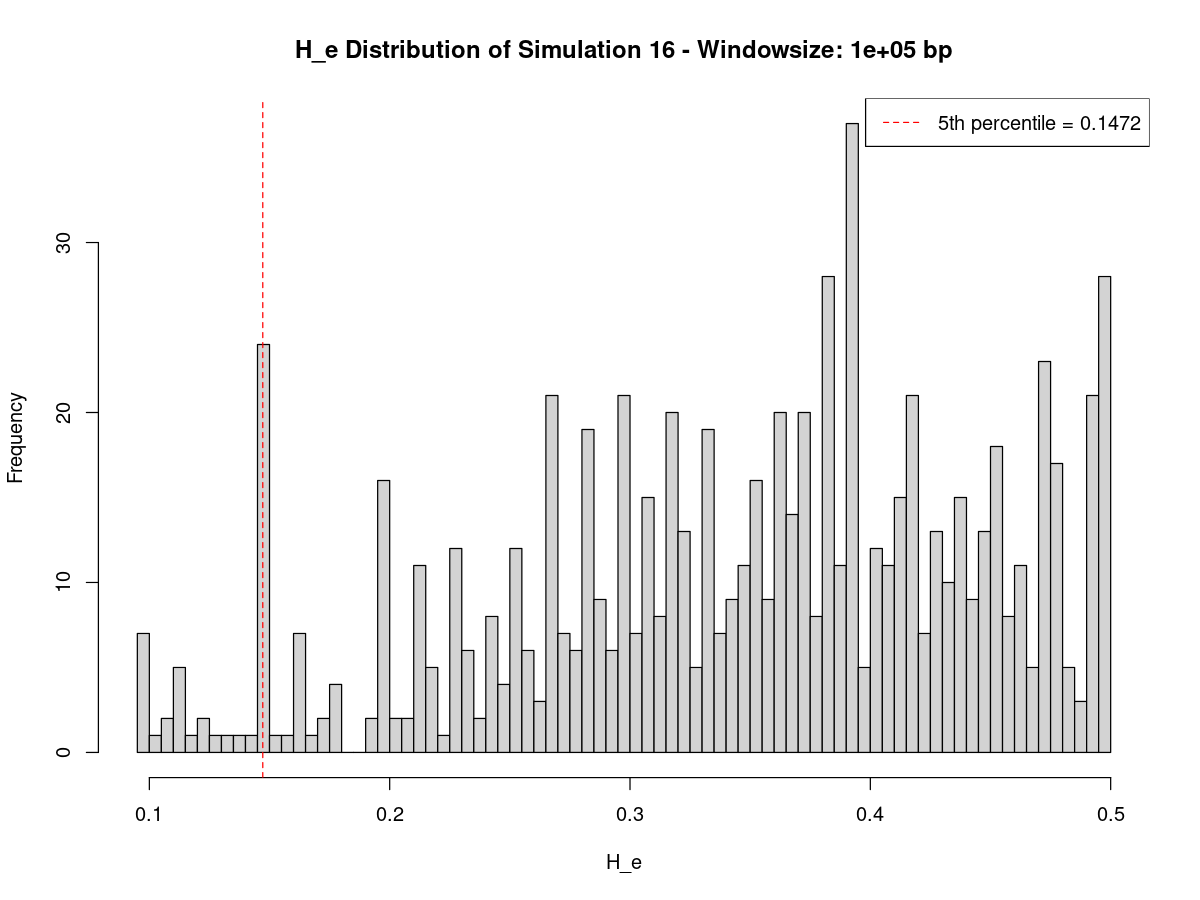 H_e Distribution of Simulation 16 - Windowsize: 1e+05 bp
5th percentile = 0.1472
Frequency
30
20
10
0
0.1 0.2 0.3 0.4 0.5
H_e